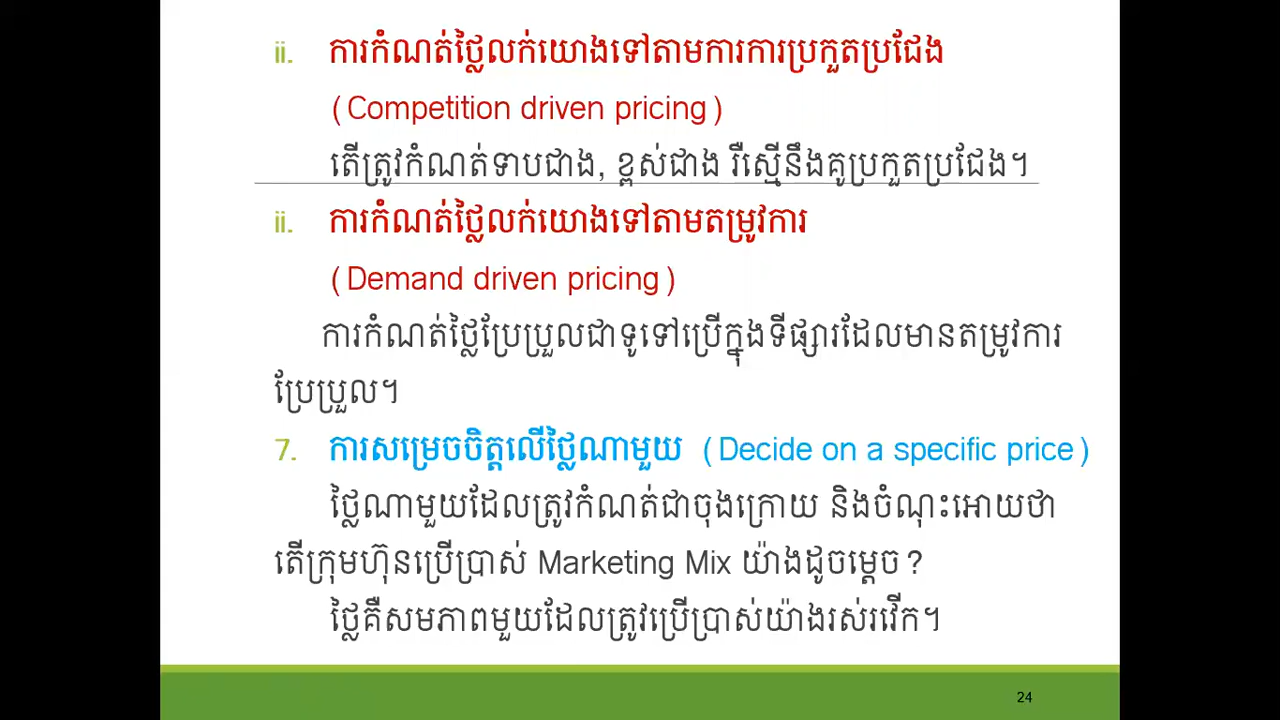 ii. ការកំណត់ថ្លៃលក់យោងទៅតាមការការប្រកួតប្រជែង
(Competition driven pricing)
តើត្រូវកំណត់ទាបជាង, ខ្ពស់ជាង រឺស្មើនឹងគូប្រកួតប្រជែង។
ii. ការកំណត់ថ្លៃលក់យោងទៅតាមតម្រូវការ
(Demand driven pricing)
ការកំណត់ថ្លៃប្រែប្រួលជាទូទៅប្រើក្នុងទីផ្សារដែលមានតម្រូវការ
ប្រែប្រួល។
7. ការសម្រេចចិត្តលើថ្លៃណាមួយ (Decide on a specific price)
ថ្លៃណាមួយដែលត្រូវកំណត់ជាចុងក្រោយ និងចំណុះអោយថា
តើក្រុមហ៊ុនប្រើប្រាស់ Marketing Mix យ៉ាងដូចម្តេច?
ថ្លៃគឺសមភាពមួយដែលត្រូវប្រើប្រាស់យ៉ាងរស់រវើក។
24